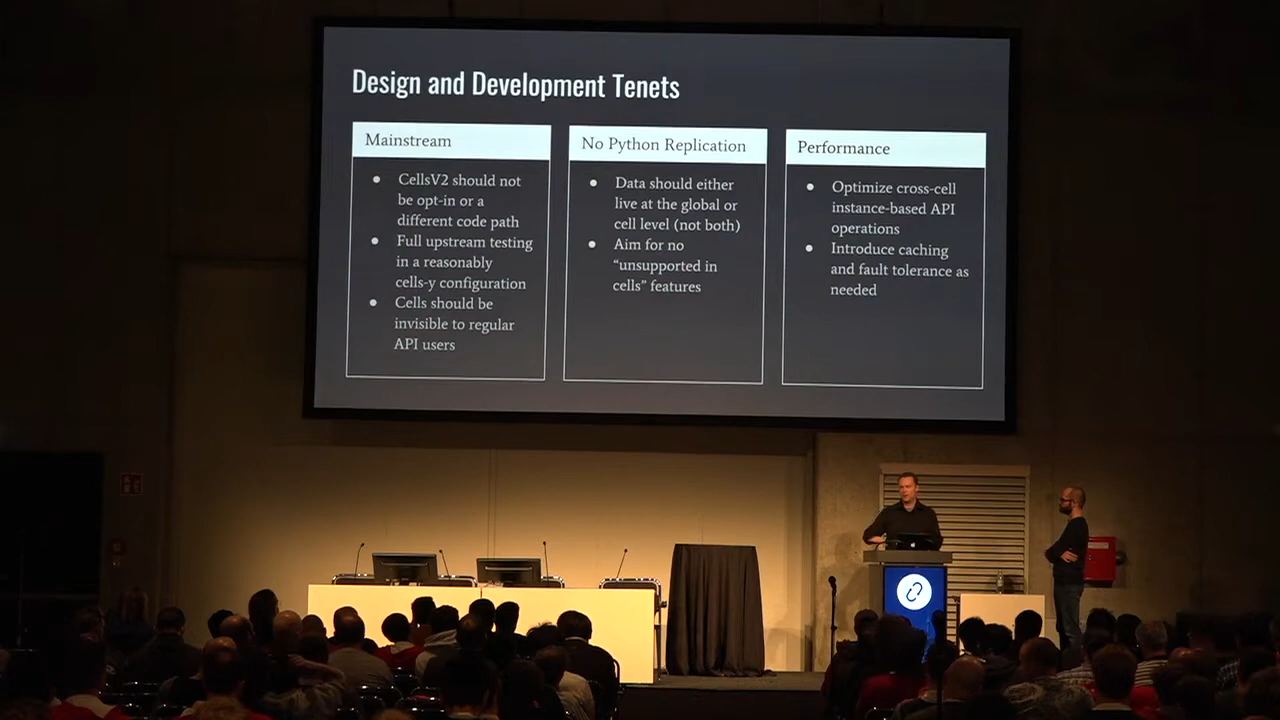 Design and Development Tenets
Mainstream
● CellsV2 should not
be opt-in or a
different code path
● Full upstream testing
in a reasonably
cells-y configuration
● Cells should be
invisible to regular
API users
No Python Replication
● Data should either
live at the global or
cell level (not both)
● Aim for no
“unsupported in
cells” features
Performance
● Optimize cross-cell
instance-based API
operations
● Introduce caching
and fault tolerance as
needed